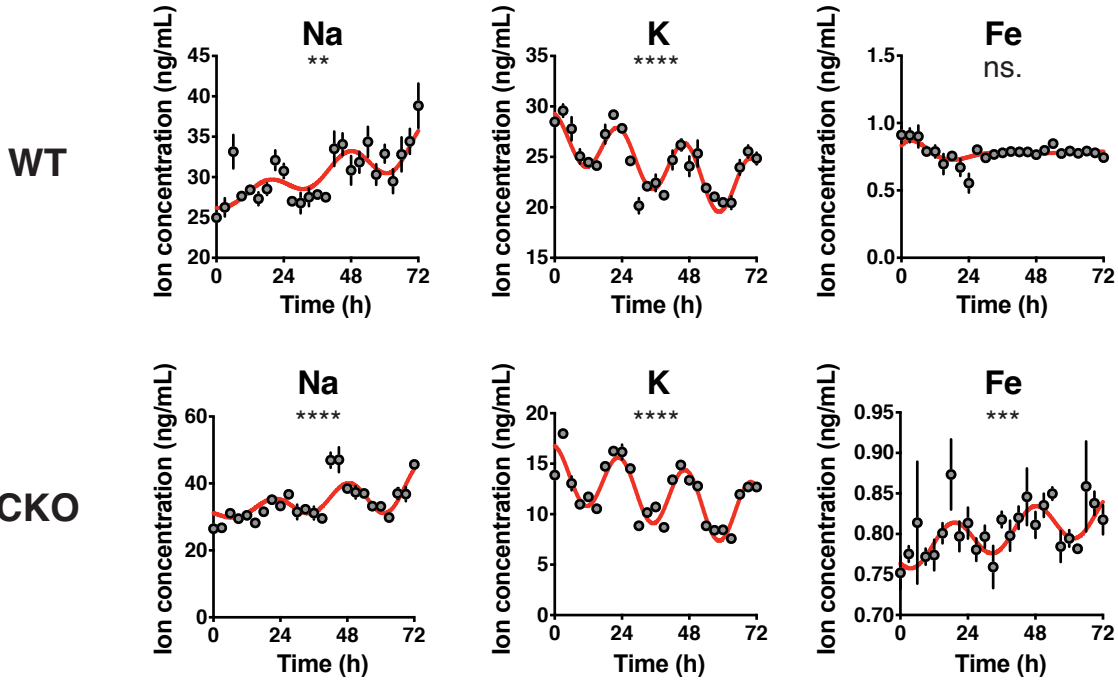 WT
Na
**
Ion concentration (ng/mL)
45
40
35
30
25
20
0 24 48 72
Time (h)
K
****
Ion concentration (ng/mL)
35
30
25
20
15
0 24 48 72
Time (h)
Fe
ns.
Ion concentration (ng/mL)
1.5
1.0
0.5
0.0
0 24 48 72
Time (h)
CKO
Na
****
Ion concentration (ng/mL)
60
40
20
0
0 24 48 72
Time (h)
K
****
Ion concentration (ng/mL)
20
15
10
5
0
0 24 48 72
Time (h)
Fe
***
Ion concentration (ng/mL)
0.95
0.90
0.85
0.80
0.75
0.70
0 24 48 72
Time (h)